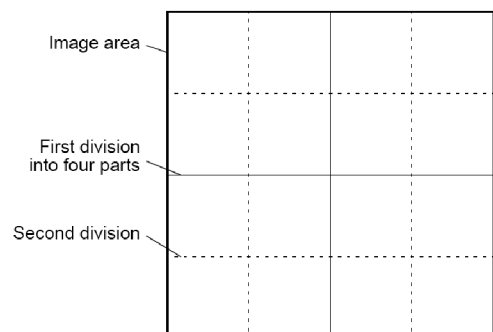 Image area
First division
into four parts
Second division